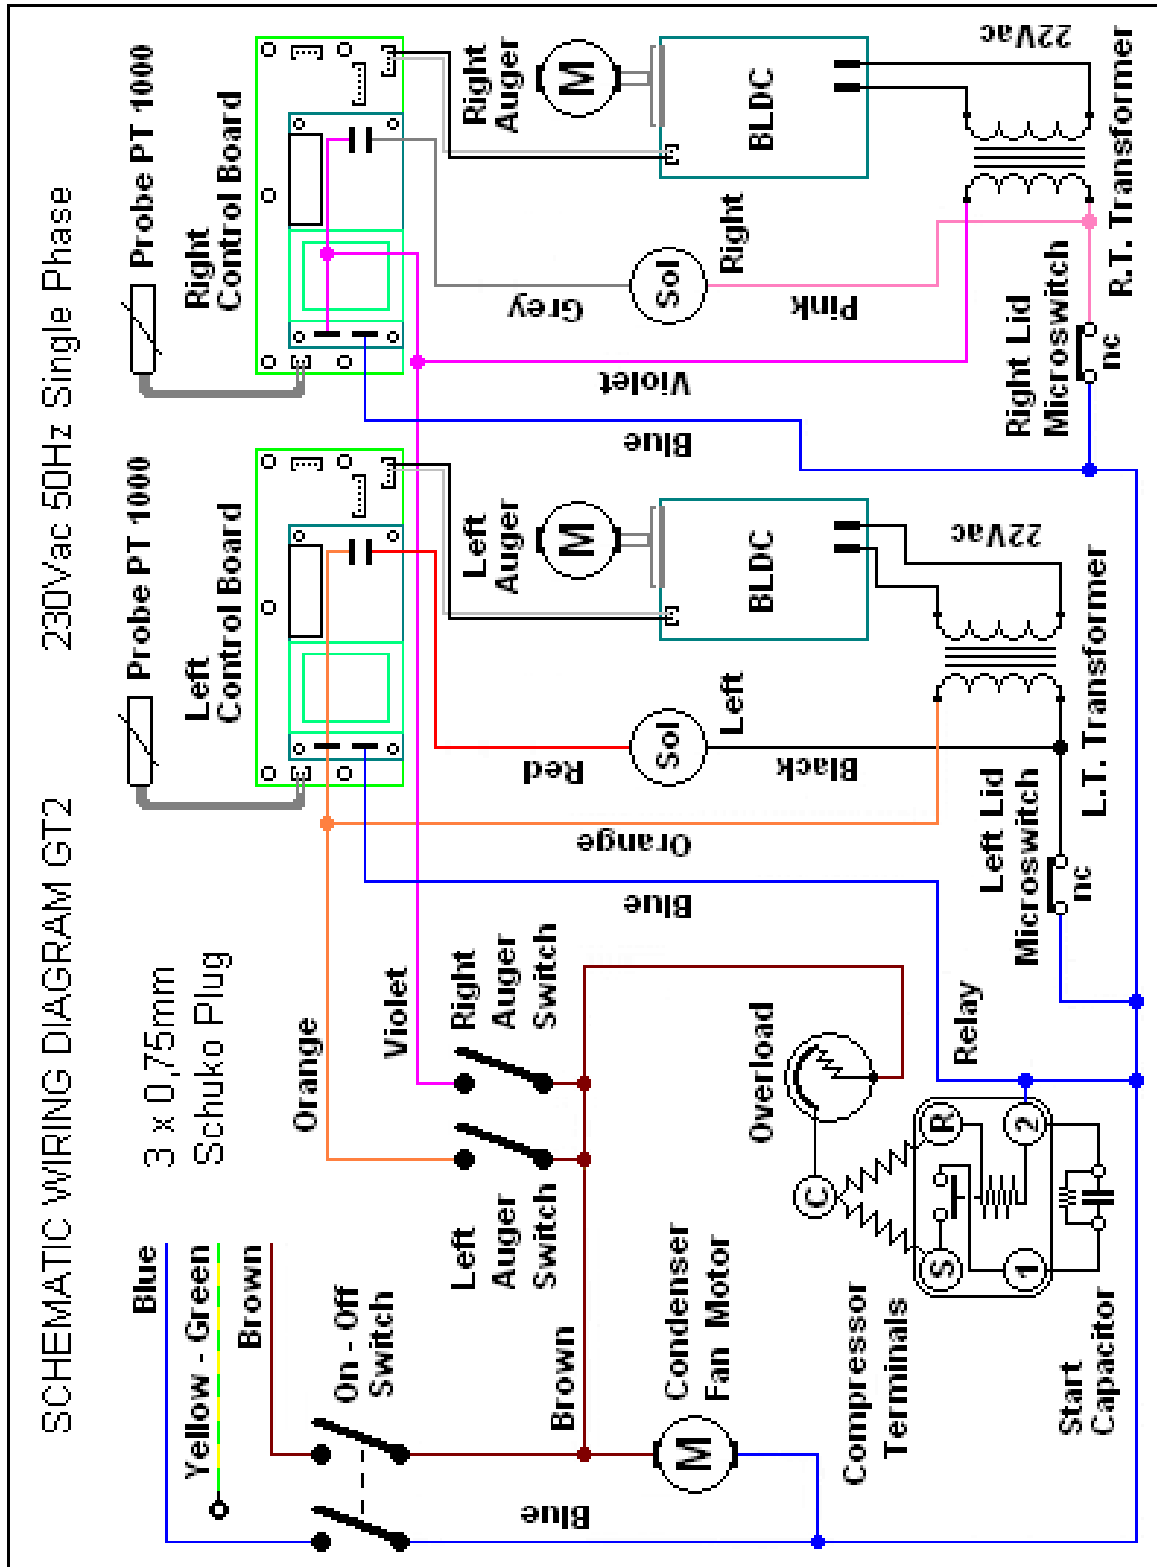 SCHEMATIC WIRING DIAGRAM GT2
230Vac 50Hz Single Phase
3 x 0,75mm
Schuko Plug
Blue
Yellow - Green
Brown
On - Off
Switch
Blue
Brown
Orange
Violet
Left
Auger
Switch
Right
Auger
Switch
Condenser
Fan Motor
M
Compressor
Terminals
Overload
C
S
R
1
2
Relay
Start
Capacitor
Probe PT 1000
Left
Control Board
Orange
Blue
Red
Sol
Left
Black
Left
Auger
M
BLDC
22Vac
L.T. Transformer
Left Lid
Microswitch
nc
Probe PT 1000
Right
Control Board
Violet
Blue
Grey
Sol
Right
Pink
Right
Auger
M
BLDC
22Vac
R.T. Transformer
Right Lid
Microswitch
nc